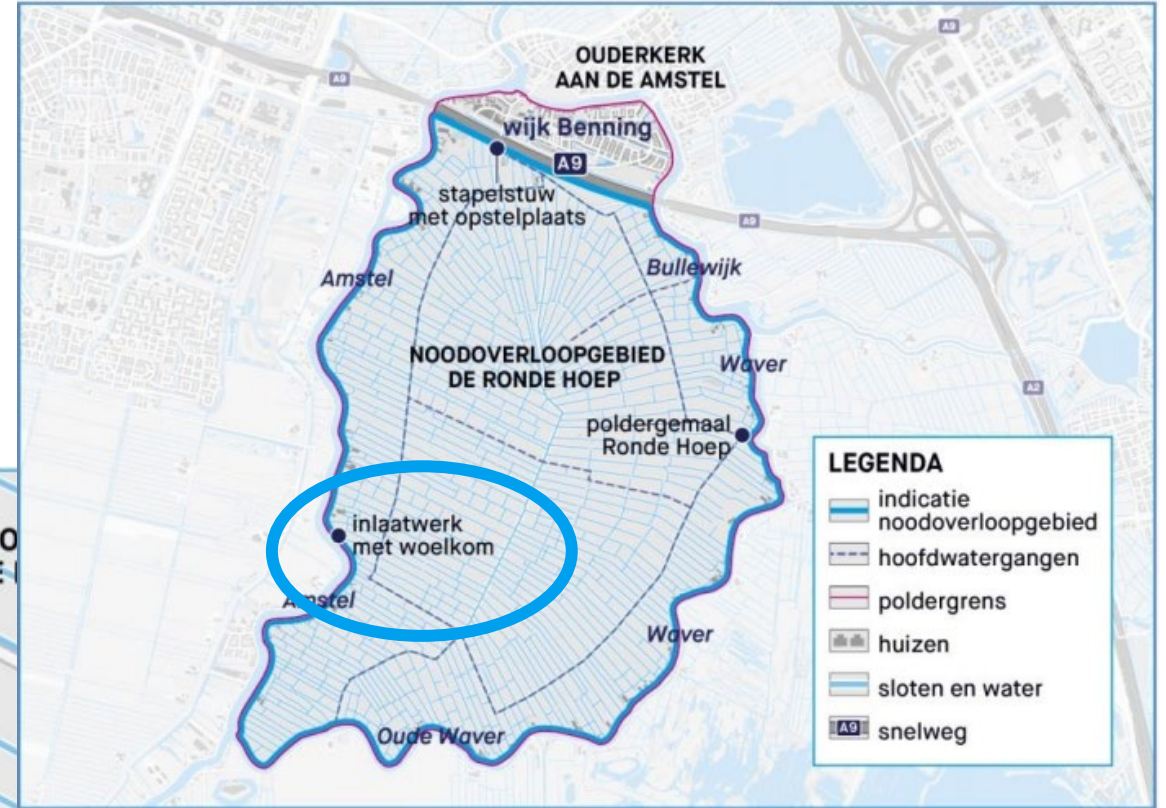 OUDERKERK
AAN DE AMSTEL
A9
A9
wijk Benning
A9
stapelstuw
met opstelplaats
A9
Amstel
Bullewijk
NOODOVERLOOPGEBIED
DE RONDE HOEP
Waver
A2
poldergemaal
Ronde Hoep
inlaatwerk
met woelkom
Amstel
Waver
Oude Waver
LEGENDA
indicatie
noodoverloopgebied
hoofdwatergangen
poldergrens
huizen
sloten en water
A9 snelweg